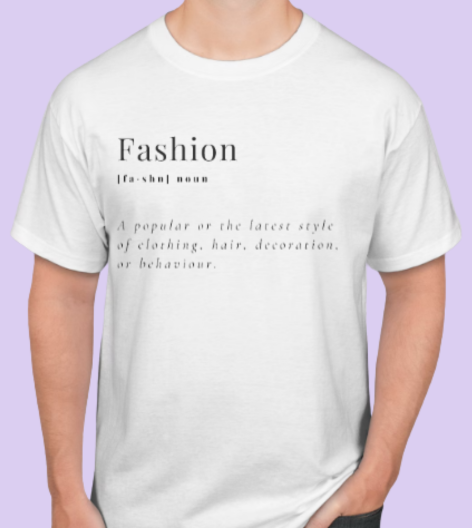 Fashion
[fa·shn] noun
A popular or the latest style
of clothing, hair, decoration,
or behaviour.